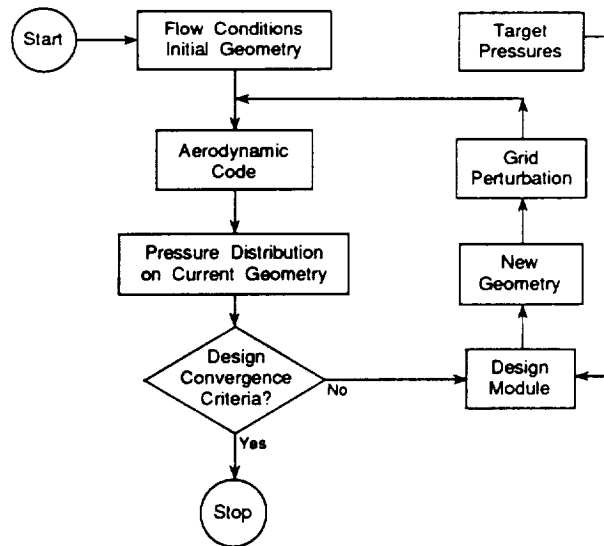 Start
Flow Conditions
Initial Geometry
Target
Pressures
Aerodynamic
Code
Grid
Perturbation
Pressure Distribution
on Current Geometry
New
Geometry
Design
Convergence
Criteria?
No
Design
Module
Yes
Stop